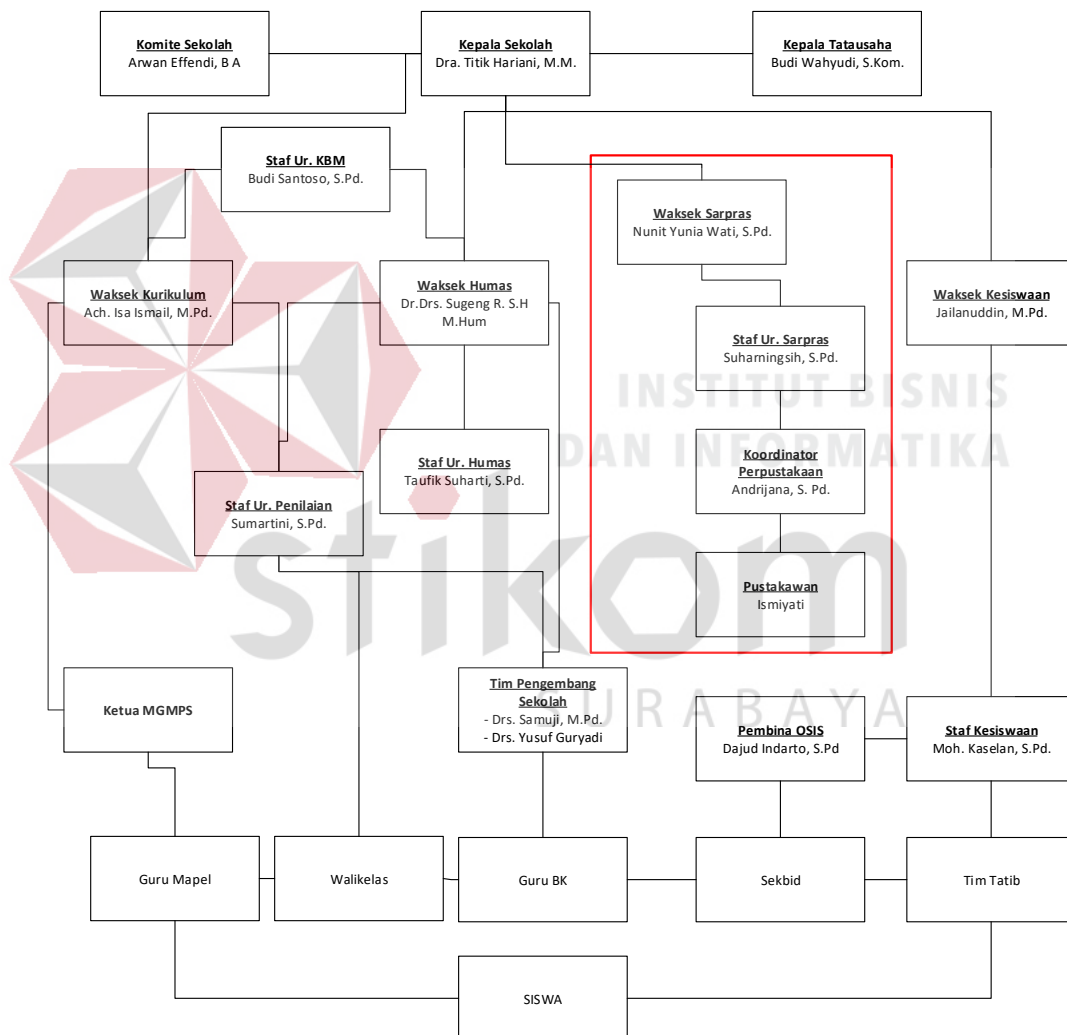 Komite Sekolah
Arwan Effendi, B A
Kepala Sekolah
Dra. Titik Hariani, M.M.
Kepala Tatausaha
Budi Wahyudi, S.Kom.
Staf Ur. KBM
Budi Santoso, S.Pd.
Waksek Sarpras
Nunit Yunia Wati, S.Pd.
Waksek Kurikulum
Ach. Isa Ismail, M.Pd.
Waksek Humas
Dr.Drs. Sugeng R. S.H
M.Hum
Waksek Kesiswaan
Jailanuddin, M.Pd.
Staf Ur. Sarpras
Suharningsih, S.Pd.
INSTITUT BISNIS
DAN INFORMATIKA
Staf Ur. Humas
Taufik Suharti, S.Pd.
Koordinator
Perpustakaan
Andrijana, S. Pd.
Staf Ur. Penilaian
Sumartini, S.Pd.
stikom
SURABAYA
Pustakawan
Ismiyati
Ketua MGMPS
Tim Pengembang
Sekolah
- Drs. Samuji, M.Pd.
- Drs. Yusuf Guryadi
Pembina OSIS
Dajud Indarto, S.Pd
Staf Kesiswaan
Moh. Kaselan, S.Pd.
Guru Mapel
Walikelas
Guru BK
Sekbid
Tim Tatib
SISWA